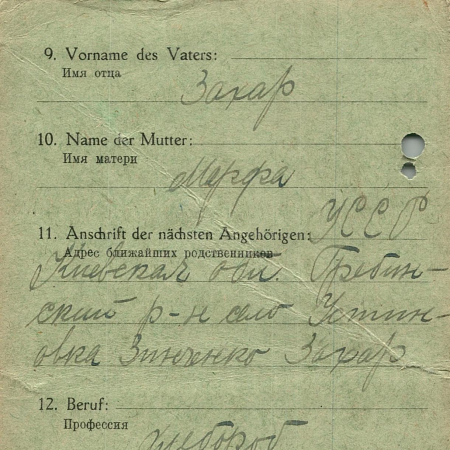 9. Vorname des Vaters:
Имя отца
Захар
10. Name der Mutter:
Имя матери
Марфа
УССР
11. Anschrift der nächsten Angehörigen:
Адрес ближайших родственников
Киевская обл. Гребин-
ский р-н село Устин-
овка Зинченко Захар
12. Beruf:
Профессия